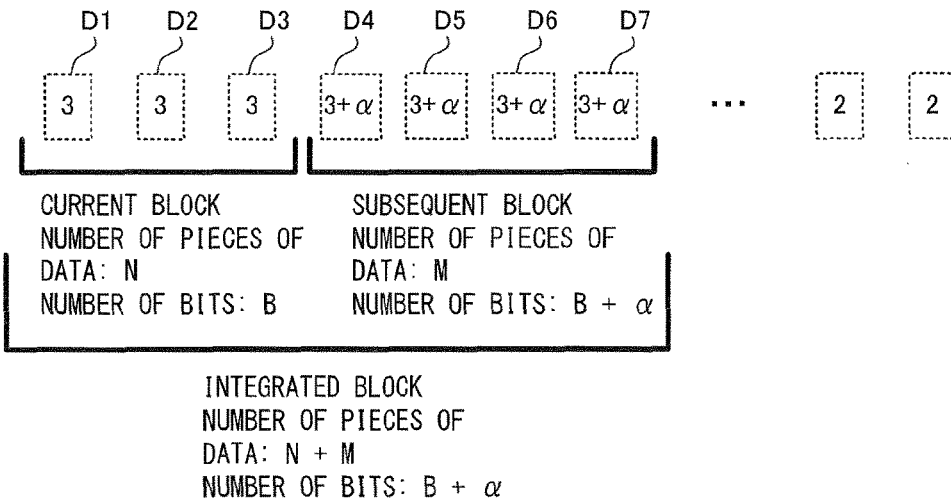 D1 D2 D3 D4 D5 D6 D7
3 3 3 3+α 3+α 3+α 3+α ··· 2 2
CURRENT BLOCK
NUMBER OF PIECES OF
DATA: N
NUMBER OF BITS: B
SUBSEQUENT BLOCK
NUMBER OF PIECES OF
DATA: M
NUMBER OF BITS: B + α
INTEGRATED BLOCK
NUMBER OF PIECES OF
DATA: N + M
NUMBER OF BITS: B + α